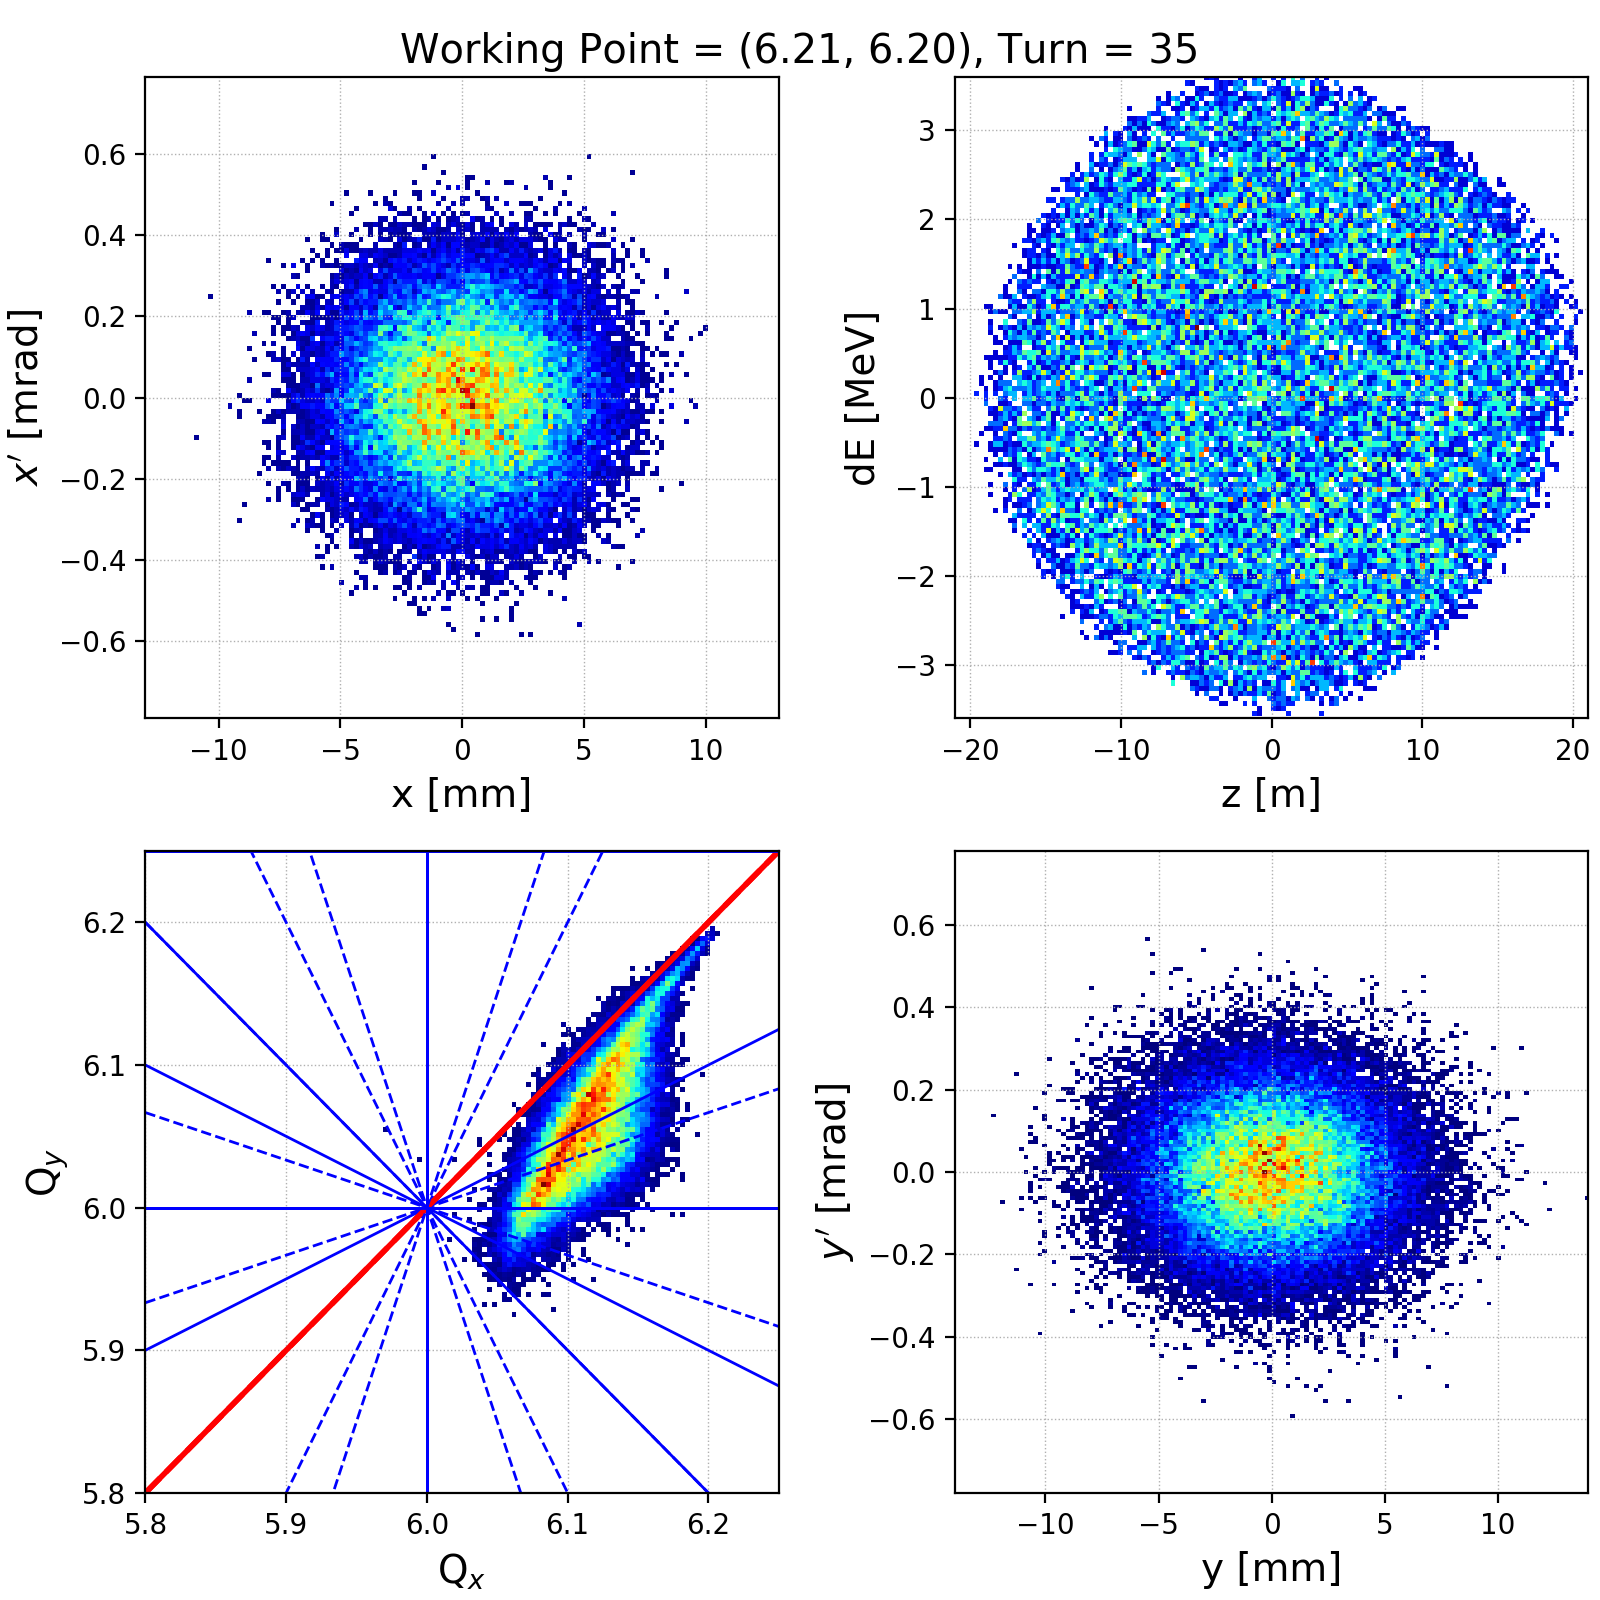 Working Point = (6.21, 6.20), Turn = 35
x′ [mrad]
0.6
0.4
0.2
0.0
−0.2
−0.4
−0.6
−10 −5 0 5 10
x [mm]
dE [MeV]
3
2
1
0
−1
−2
−3
−20 −10 0 10 20
z [m]
Qy
6.2
6.1
6.0
5.9
5.8
5.8 5.9 6.0 6.1 6.2
Qx
y′ [mrad]
0.6
0.4
0.2
0.0
−0.2
−0.4
−0.6
−10 −5 0 5 10
y [mm]